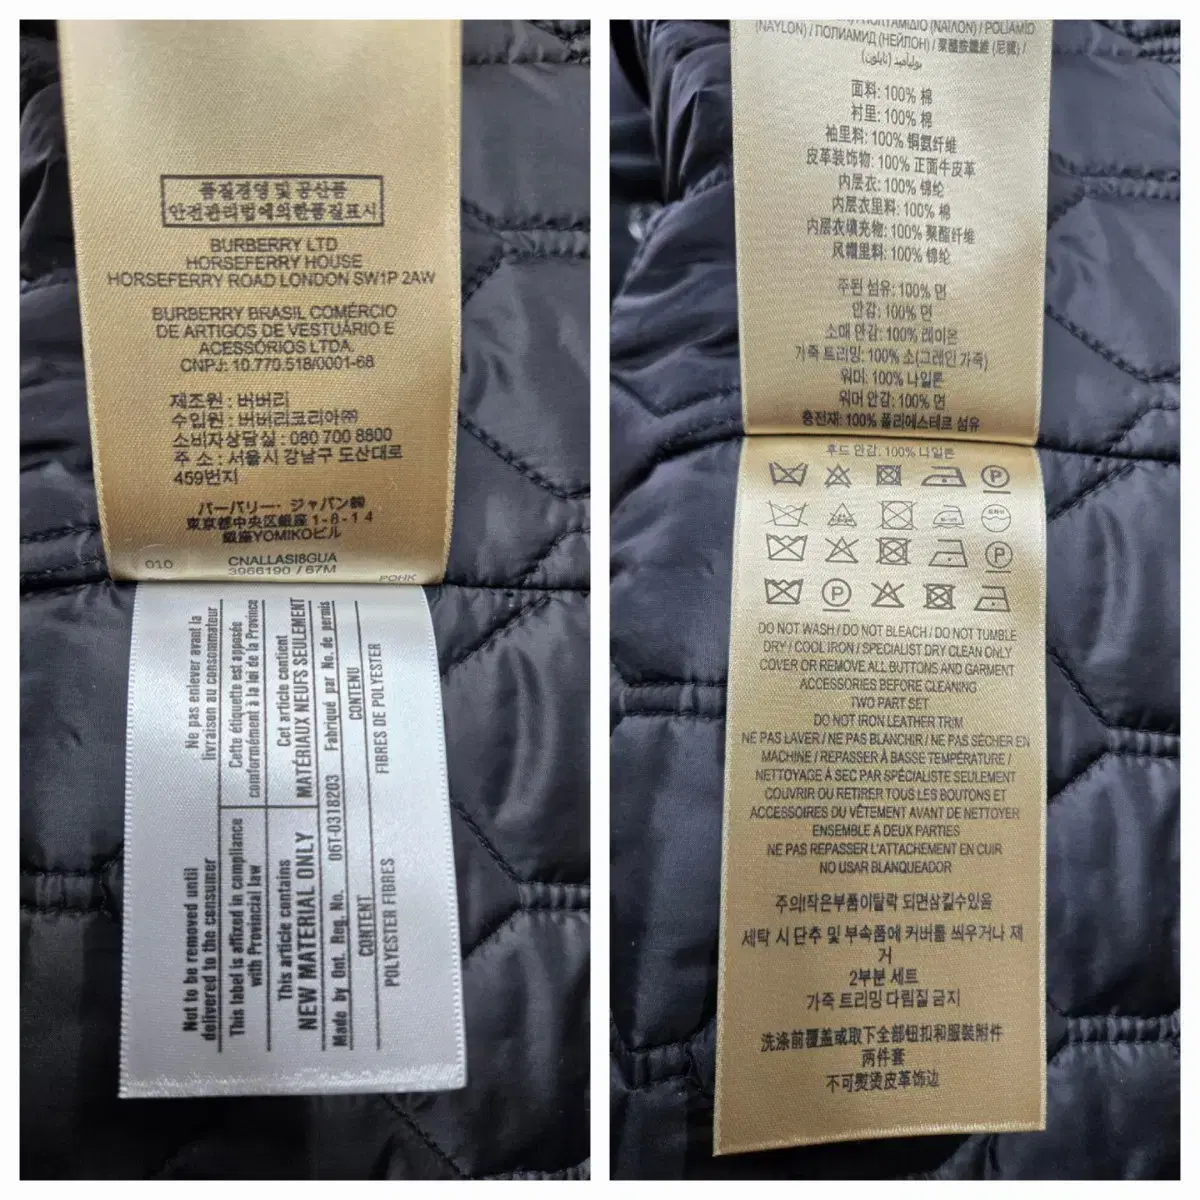 품질경영 및 공산품
안전관리법에의한품질표시
BURBERRY LTD
HORSEFERRY HOUSE
HORSEFERRY ROAD LONDON SW1P 2AW
BURBERRY BRASIL COMÉRCIO
DE ARTIGOS DE VESTUÁRIO E
ACESSÓRIOS LTDA.
CNPJ: 10.770.518/0001-68
제조원 : 버버리
수입원 : 버버리코리아㈜
소비자상담실 : 080 700 8800
주 소 : 서울시 강남구 도산대로
459번지
バーバリー・ジャパン㈱
東京都中央区銀座1-8-14
銀座YOMIKOビル
010
CNALLASI8GUA
3966190 / 67M
POHK
Not to be removed until
delivered to the consumer
Ne pas enlever avant la
livraison au consommateur
This label is affixed in compliance
with Provincial law
Cette étiquette est apposée
conformément à la loi de la Province
This article contains
NEW MATERIAL ONLY
Cet article contient
MATÉRIAUX NEUFS SEULEMENT
Made by Ont. Reg. No. 06T-0318203 Fabriqué par No. de permis
CONTENT CONTENU
POLYESTER FIBRES FIBRES DE POLYESTER
(NAYLON) / ПОЛИАМИД (НЕЙЛОН) / 聚醯胺纖維 (尼龍) /
面料: 100% 棉
衬里: 100% 棉
袖里料: 100% 铜氨纤维
皮革装饰物: 100% 正面牛皮革
内层衣: 100% 锦纶
内层衣里料: 100% 棉
内层衣填充物: 100% 聚酯纤维
风帽里料: 100% 锦纶
주된 섬유: 100% 면
안감: 100% 면
소매 안감: 100% 레이온
가죽 트리밍: 100% 소(그레인 가죽)
워머: 100% 나일론
워머 안감: 100% 면
충전재: 100% 폴리에스테르 섬유
후드 안감: 100% 나일론
P
P
P
DO NOT WASH / DO NOT BLEACH / DO NOT TUMBLE
DRY / COOL IRON / SPECIALIST DRY CLEAN ONLY
COVER OR REMOVE ALL BUTTONS AND GARMENT
ACCESSORIES BEFORE CLEANING
TWO PART SET
DO NOT IRON LEATHER TRIM
NE PAS LAVER / NE PAS BLANCHIR / NE PAS SÉCHER EN
MACHINE / REPASSER À BASSE TEMPÉRATURE /
NETTOYAGE À SEC PAR SPÉCIALISTE SEULEMENT
COUVRIR OU RETIRER TOUS LES BOUTONS ET
ACCESSOIRES DU VÊTEMENT AVANT DE NETTOYER
ENSEMBLE A DEUX PARTIES
NE PAS REPASSER L'ATTACHEMENT EN CUIR
NO USAR BLANQUEADOR
주의!작은부품이탈락 되면삼킬수있음
세탁 시 단추 및 부속품에 커버를 씌우거나 제
거
2부분 세트
가죽 트리밍 다림질 금지
洗涤前覆盖或取下全部钮扣和服装附件
两件套
不可熨烫皮革饰边